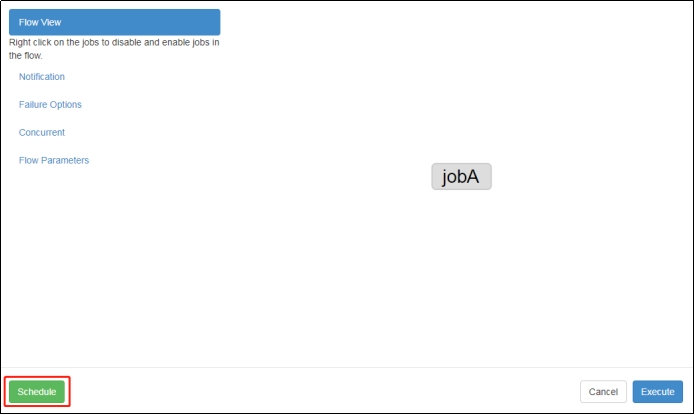 Flow View
Right click on the jobs to disable and enable jobs in
the flow.
Notification
Failure Options
Concurrent
Flow Parameters
jobA
Schedule
Cancel
Execute